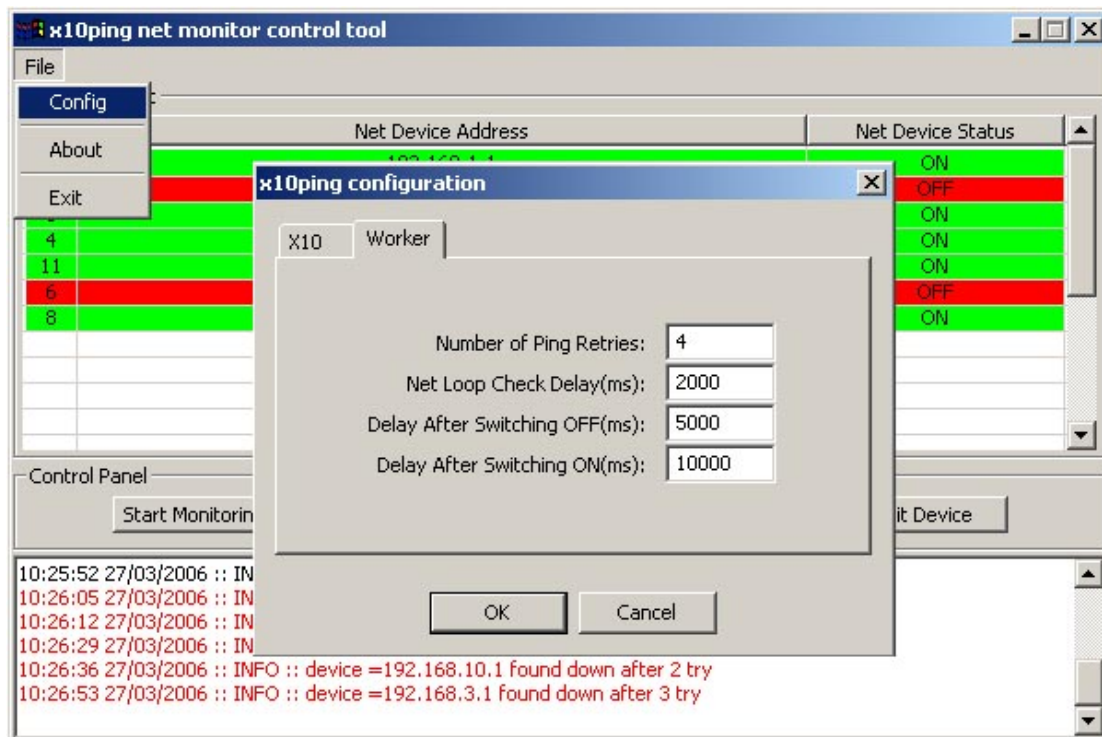 x10ping net monitor control tool
File
Config
About
Exit
Net Device Address
Net Device Status
192.168.1.1
ON
OFF
ON
4
ON
11
ON
6
OFF
8
ON
x10ping configuration
X10
Worker
Number of Ping Retries:
4
Net Loop Check Delay(ms):
2000
Delay After Switching OFF(ms):
5000
Delay After Switching ON(ms):
10000
OK
Cancel
Control Panel
Start Monitorin
it Device
10:25:52 27/03/2006 :: IN
10:26:05 27/03/2006 :: IN
10:26:12 27/03/2006 :: IN
10:26:29 27/03/2006 :: IN
10:26:36 27/03/2006 :: INFO :: device =192.168.10.1 found down after 2 try
10:26:53 27/03/2006 :: INFO :: device =192.168.3.1 found down after 3 try